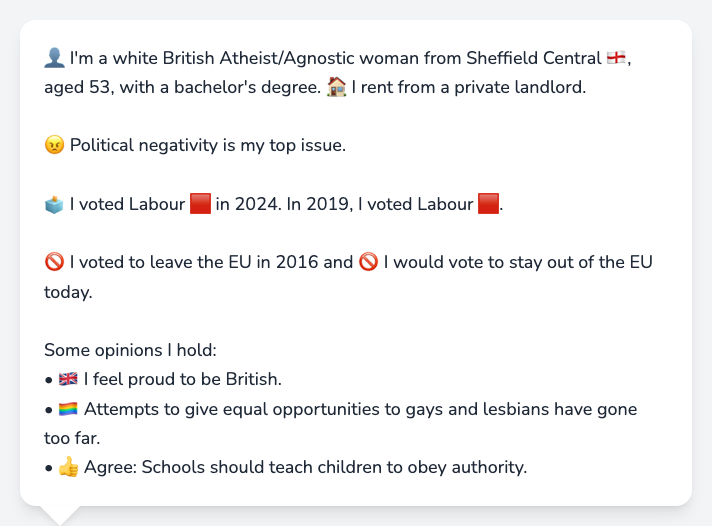 👤 I'm a white British Atheist/Agnostic woman from Sheffield Central 🏴󠁧󠁢󠁥󠁮󠁧󠁿,
aged 53, with a bachelor's degree. 🏠 I rent from a private landlord.
😠 Political negativity is my top issue.
🗳️ I voted Labour 🟥 in 2024. In 2019, I voted Labour 🟥.
🚫 I voted to leave the EU in 2016 and 🚫 I would vote to stay out of the EU
today.
Some opinions I hold:
• 🇬🇧 I feel proud to be British.
• 🏳️‍🌈 Attempts to give equal opportunities to gays and lesbians have gone
too far.
• 👍 Agree: Schools should teach children to obey authority.